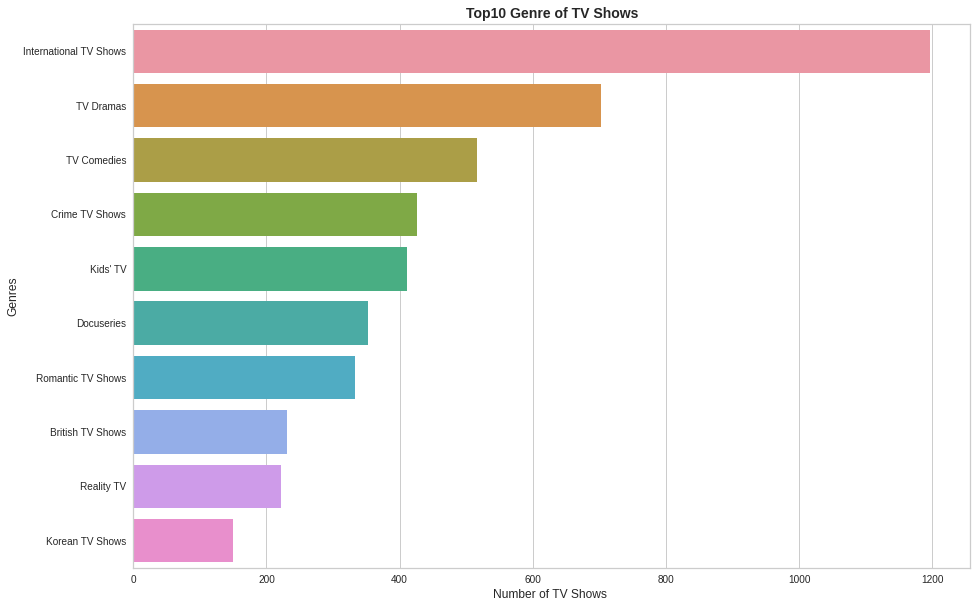 Top10 Genre of TV Shows
International TV Shows
TV Dramas
TV Comedies
Crime TV Shows
Kids' TV
Docuseries
Romantic TV Shows
British TV Shows
Reality TV
Korean TV Shows
Genres
0 200 400 600 800 1000 1200
Number of TV Shows